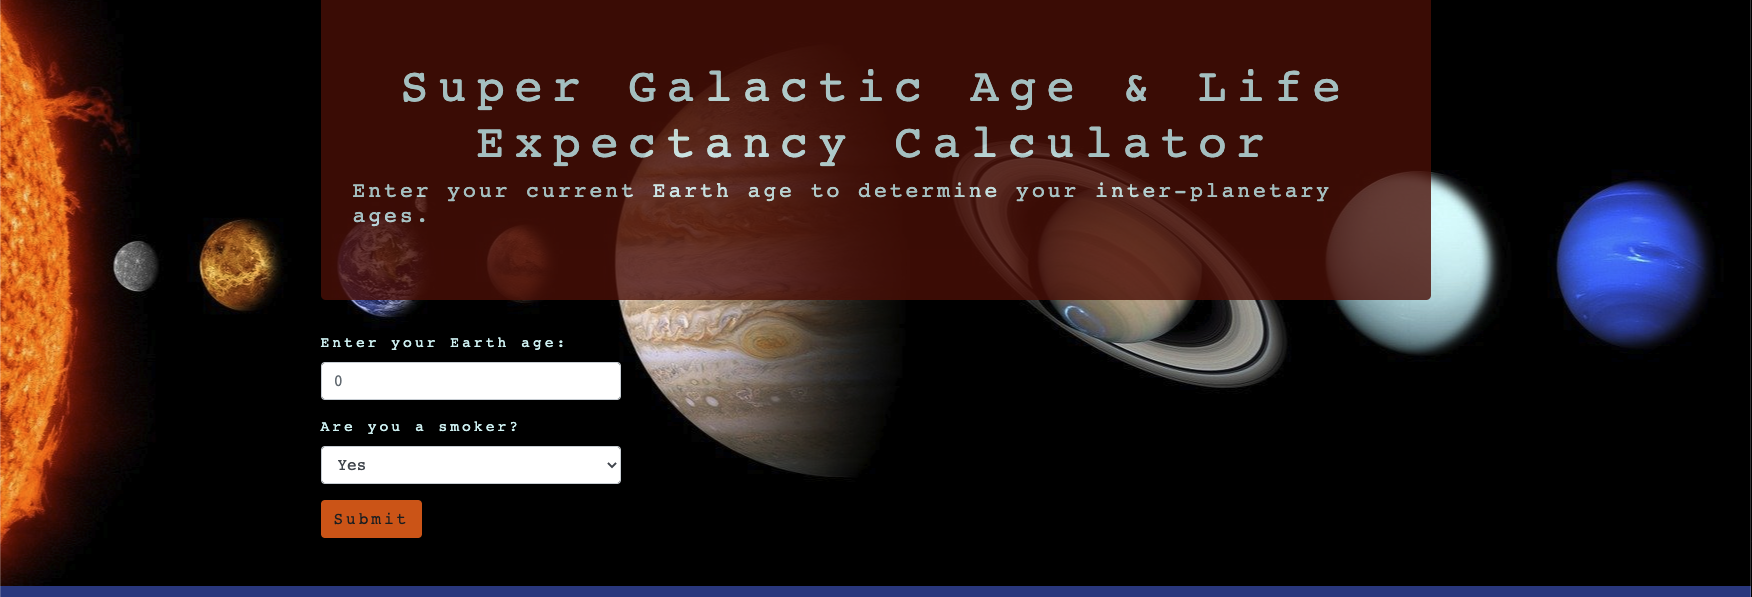 Super Galactic Age & Life
Expectancy Calculator
Enter your current Earth age to determine your inter-planetary
ages.
Enter your Earth age:
0
Are you a smoker?
Yes
Submit